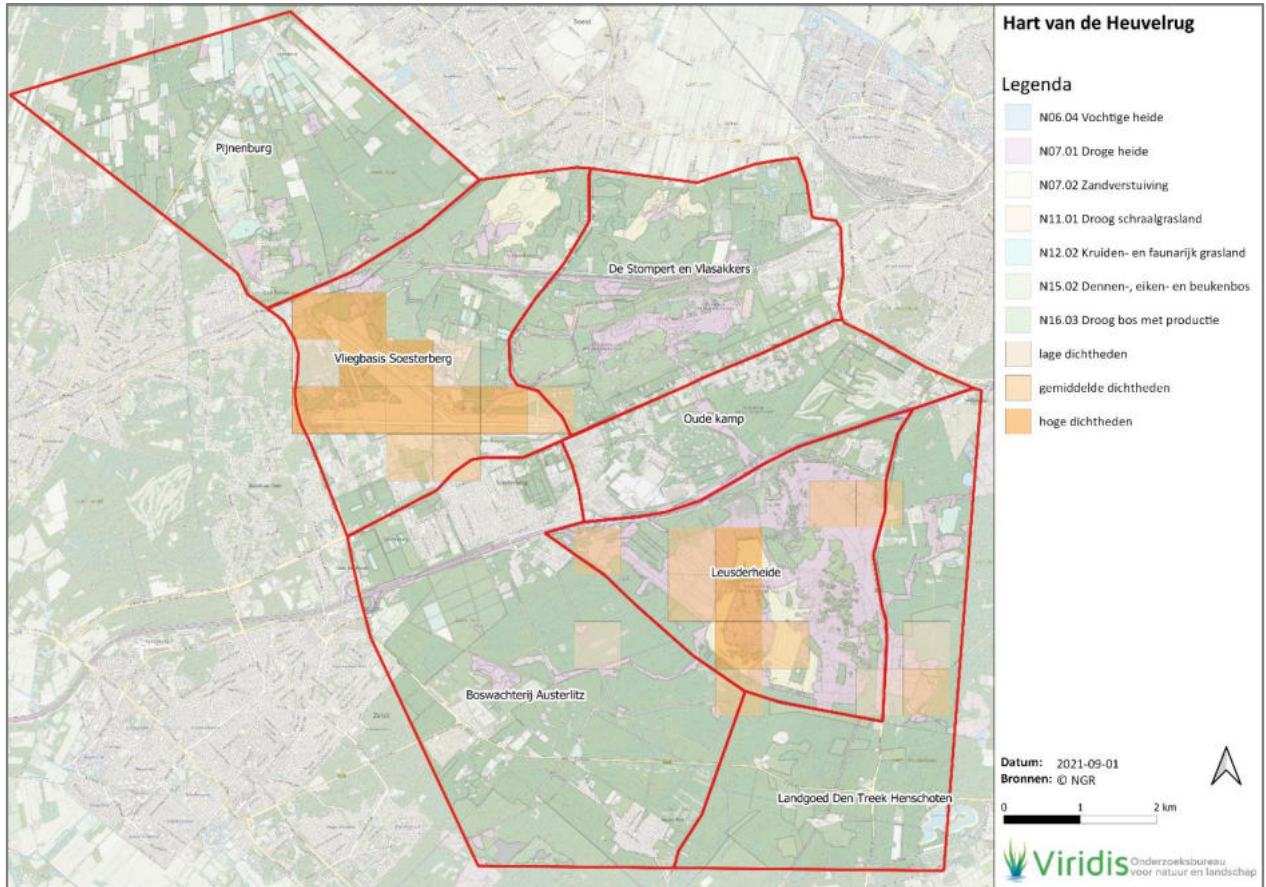 Hart van de Heuvelrug
Legenda
N06.04 Vochtige heide
N07.01 Droge heide
N07.02 Zandverstuiving
N11.01 Droog schraalgrasland
N12.02 Kruiden- en faunarijk grasland
N15.02 Dennen-, eiken- en beukenbos
N16.03 Droog bos met productie
lage dichtheden
gemiddelde dichtheden
hoge dichtheden
Pijnenburg
De Stompert en Vlasakkers
Vliegbasis Soesterberg
Oude kamp
Leusderheide
Boswachterij Austerlitz
Landgoed Den Treek Henschoten
Soest
Zeist
Datum: 2021-09-01
Bronnen: © NGR
0 1 2 km
Viridis Onderzoeksbureau
voor natuur en landschap